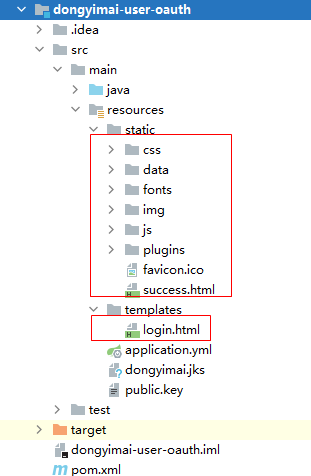 dongyimai-user-oauth
.idea
src
main
java
resources
static
css
data
fonts
img
js
plugins
favicon.ico
success.html
templates
login.html
application.yml
dongyimai.jks
public.key
test
target
dongyimai-user-oauth.iml
pom.xml